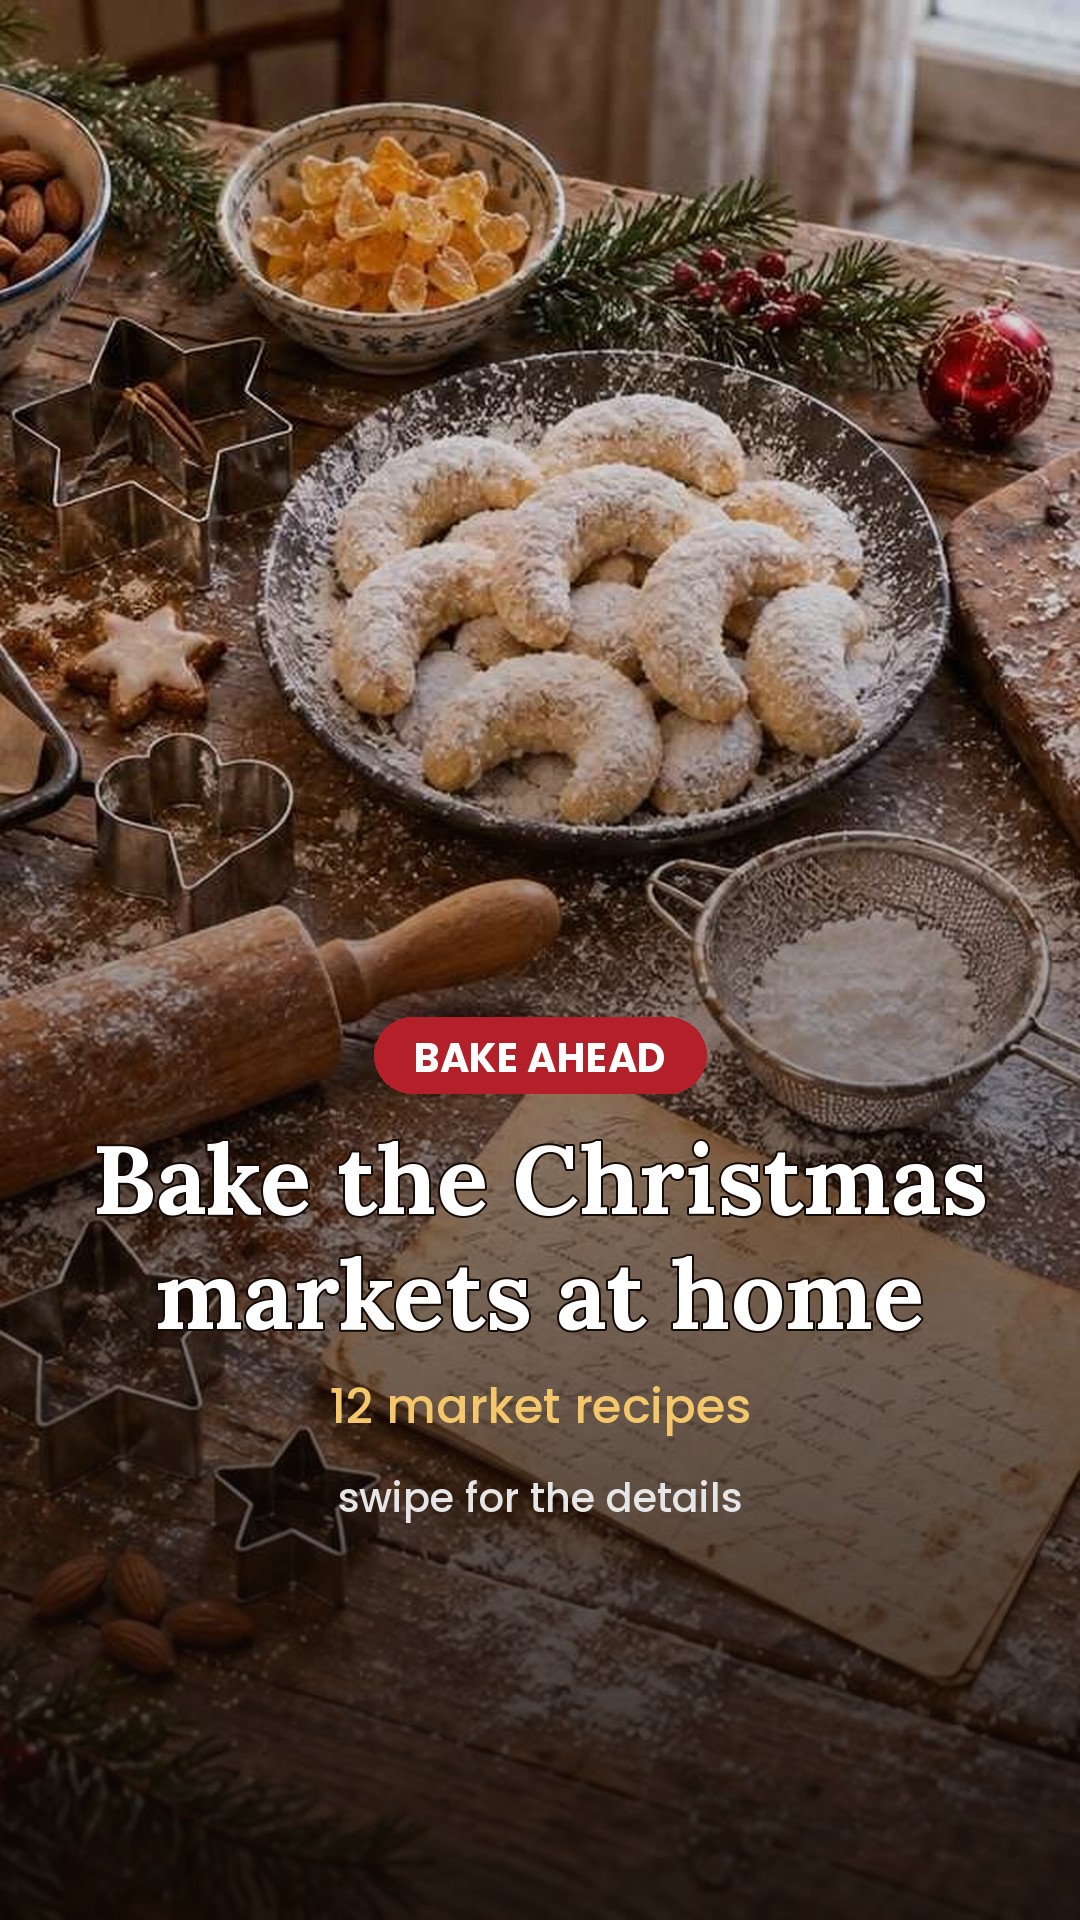 BAKE AHEAD
Bake the Christmas
markets at home
12 market recipes
swipe for the details